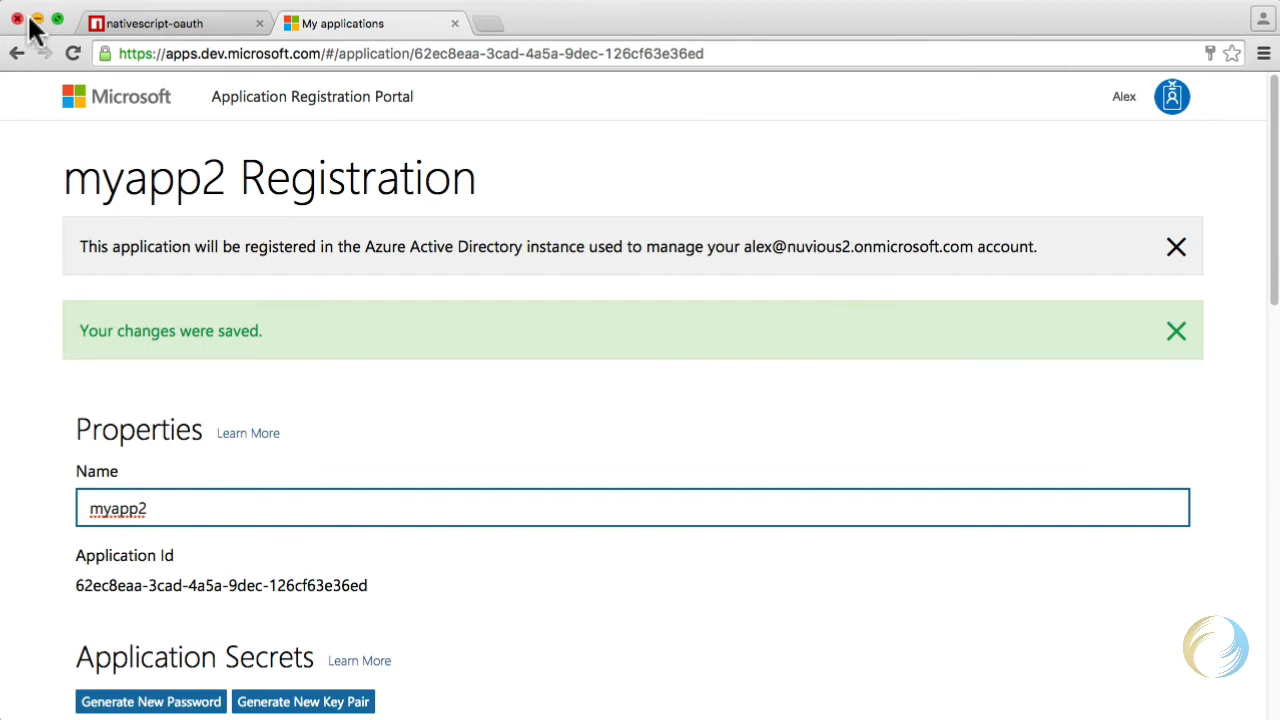 nativescript-oauth
My applications
https://apps.dev.microsoft.com/#/application/62ec8eaa-3cad-4a5a-9dec-126cf63e36ed
Microsoft
Application Registration Portal
Alex
myapp2 Registration
This application will be registered in the Azure Active Directory instance used to manage your alex@nuvious2.onmicrosoft.com account.
Your changes were saved.
Properties Learn More
Name
myapp2
Application Id
62ec8eaa-3cad-4a5a-9dec-126cf63e36ed
Application Secrets Learn More
Generate New Password Generate New Key Pair